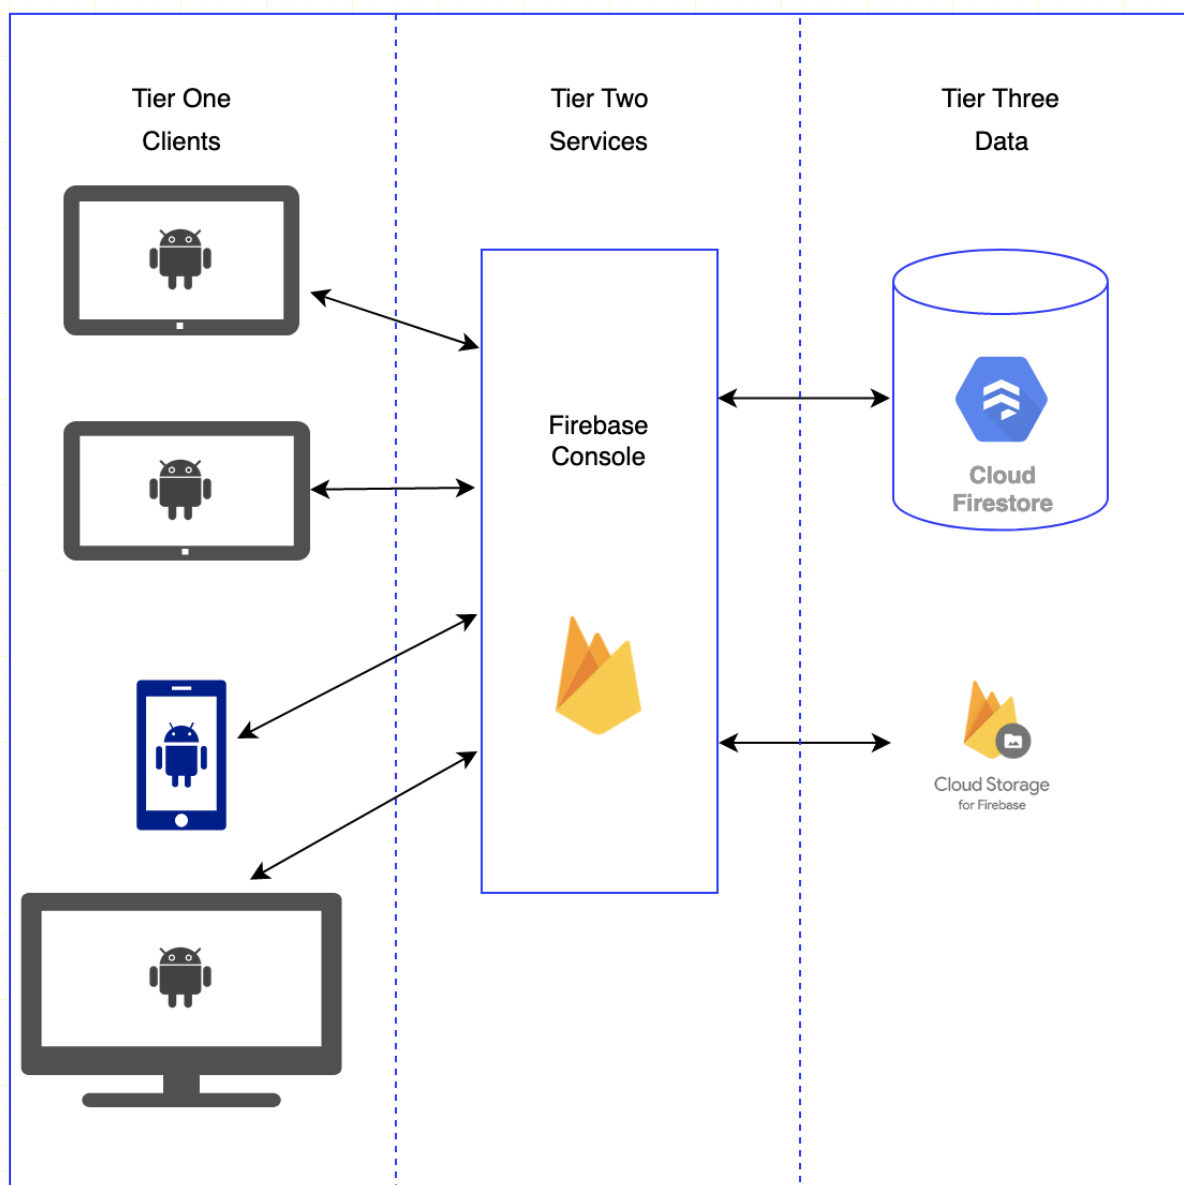 Tier One
Clients
Tier Two
Services
Tier Three
Data
Firebase
Console
Cloud
Firestore
Cloud Storage
for Firebase